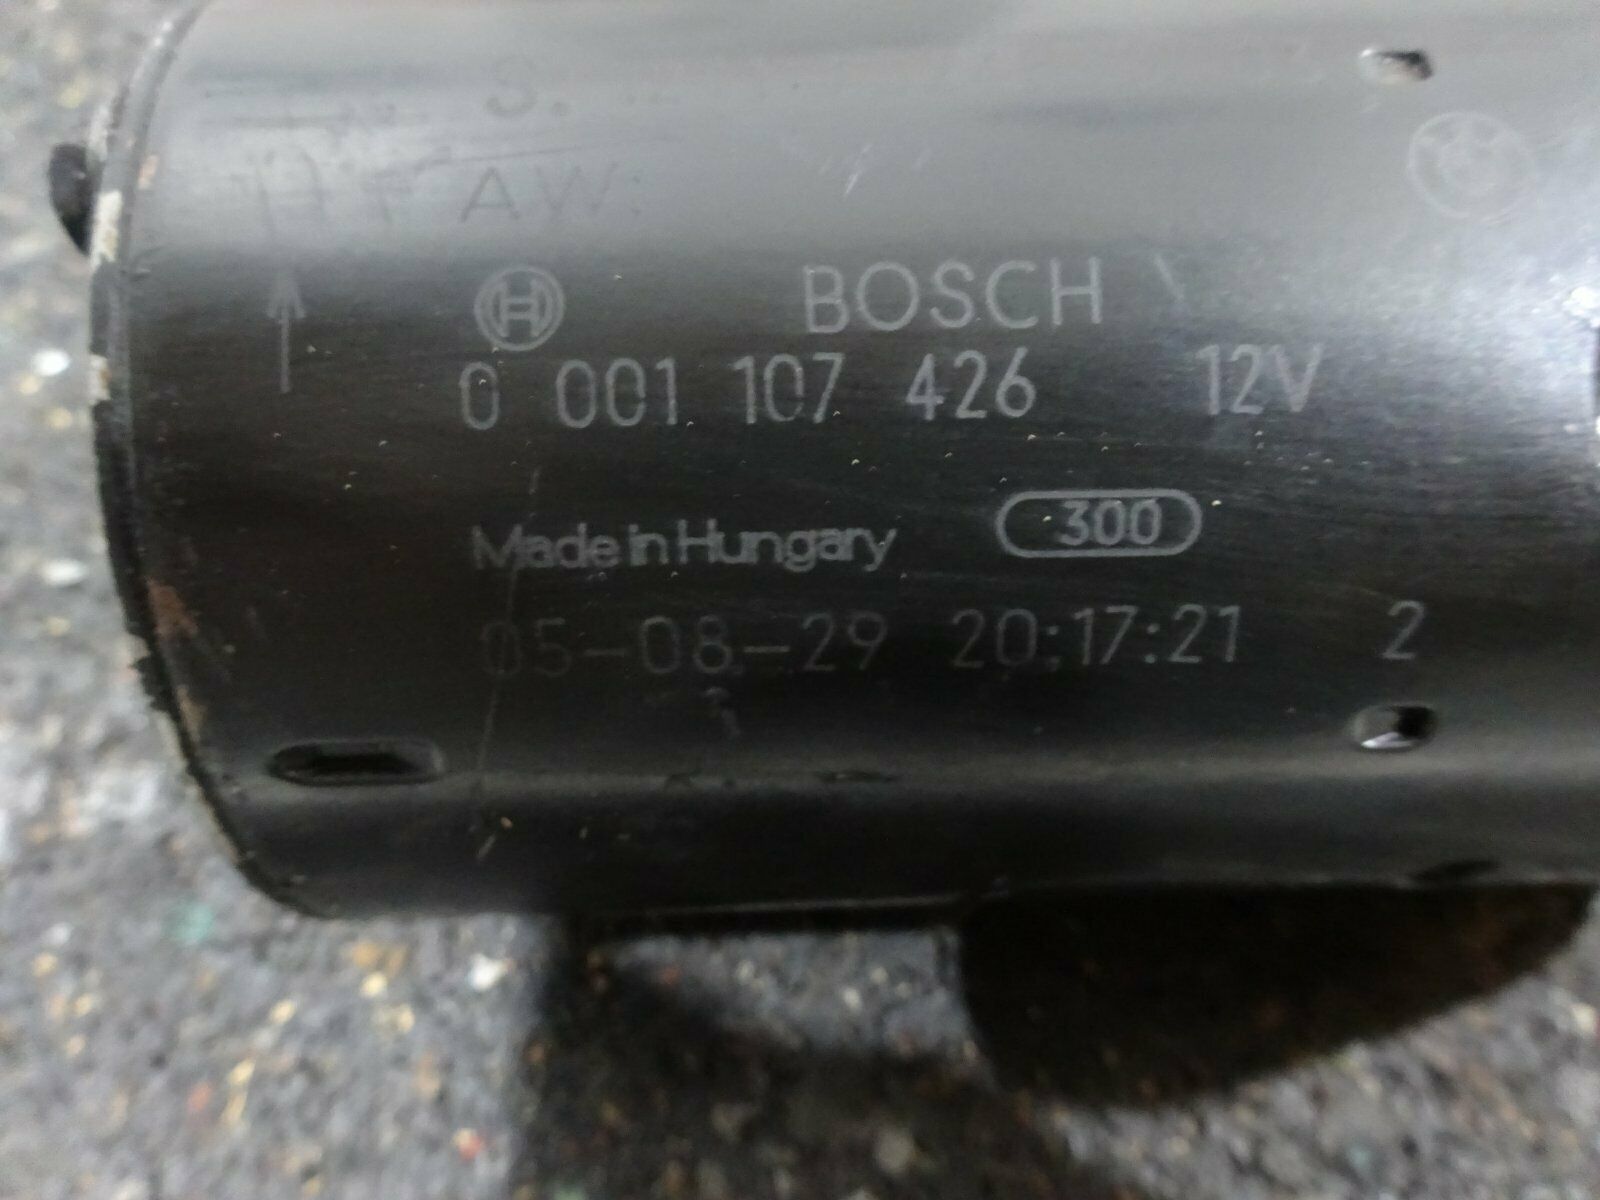 BOSCH
0 001 107 426 12V
Made in Hungary 300
05-08-29 20:17:21 2